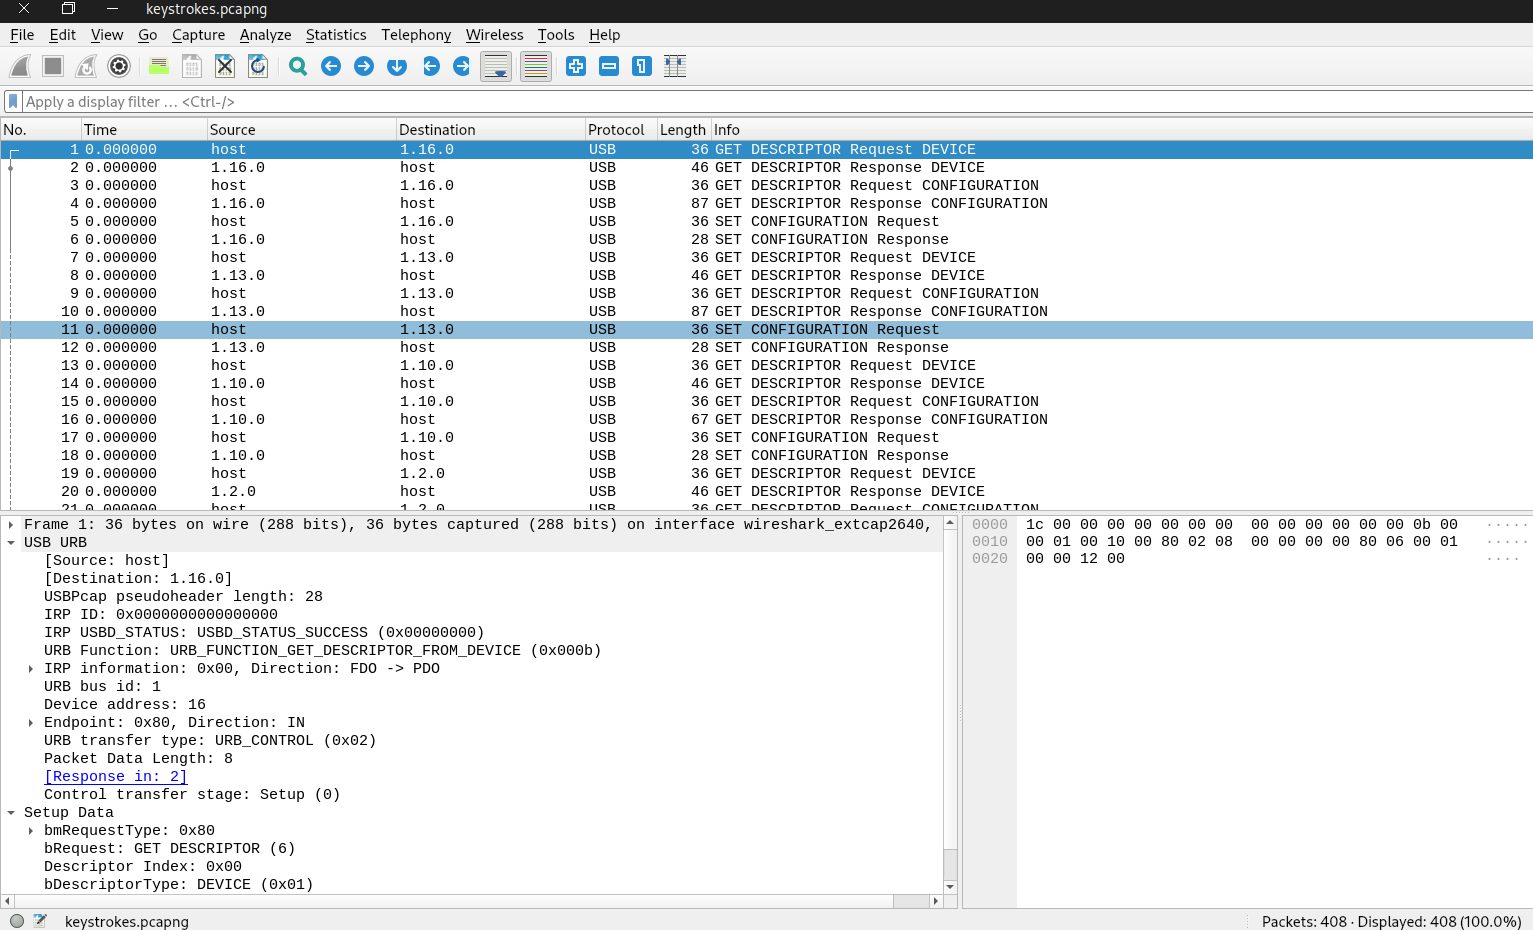 keystrokes.pcapng
File Edit View Go Capture Analyze Statistics Telephony Wireless Tools Help
Apply a display filter … <Ctrl-/>
No. Time Source Destination Protocol Length Info
1 0.000000 host 1.16.0 USB 36 GET DESCRIPTOR Request DEVICE
2 0.000000 1.16.0 host USB 46 GET DESCRIPTOR Response DEVICE
3 0.000000 host 1.16.0 USB 36 GET DESCRIPTOR Request CONFIGURATION
4 0.000000 1.16.0 host USB 87 GET DESCRIPTOR Response CONFIGURATION
5 0.000000 host 1.16.0 USB 36 SET CONFIGURATION Request
6 0.000000 1.16.0 host USB 28 SET CONFIGURATION Response
7 0.000000 host 1.13.0 USB 36 GET DESCRIPTOR Request DEVICE
8 0.000000 1.13.0 host USB 46 GET DESCRIPTOR Response DEVICE
9 0.000000 host 1.13.0 USB 36 GET DESCRIPTOR Request CONFIGURATION
10 0.000000 1.13.0 host USB 87 GET DESCRIPTOR Response CONFIGURATION
11 0.000000 host 1.13.0 USB 36 SET CONFIGURATION Request
12 0.000000 1.13.0 host USB 28 SET CONFIGURATION Response
13 0.000000 host 1.10.0 USB 36 GET DESCRIPTOR Request DEVICE
14 0.000000 1.10.0 host USB 46 GET DESCRIPTOR Response DEVICE
15 0.000000 host 1.10.0 USB 36 GET DESCRIPTOR Request CONFIGURATION
16 0.000000 1.10.0 host USB 67 GET DESCRIPTOR Response CONFIGURATION
17 0.000000 host 1.10.0 USB 36 SET CONFIGURATION Request
18 0.000000 1.10.0 host USB 28 SET CONFIGURATION Response
19 0.000000 host 1.2.0 USB 36 GET DESCRIPTOR Request DEVICE
20 0.000000 1.2.0 host USB 46 GET DESCRIPTOR Response DEVICE
21 0.000000 host 1.2.0 USB 36 GET DESCRIPTOR Request CONFIGURATION
Frame 1: 36 bytes on wire (288 bits), 36 bytes captured (288 bits) on interface wireshark_extcap2640,
USB URB
[Source: host]
[Destination: 1.16.0]
USBPcap pseudoheader length: 28
IRP ID: 0x0000000000000000
IRP USBD_STATUS: USBD_STATUS_SUCCESS (0x00000000)
URB Function: URB_FUNCTION_GET_DESCRIPTOR_FROM_DEVICE (0x000b)
IRP information: 0x00, Direction: FDO -> PDO
URB bus id: 1
Device address: 16
Endpoint: 0x80, Direction: IN
URB transfer type: URB_CONTROL (0x02)
Packet Data Length: 8
[Response in: 2]
Control transfer stage: Setup (0)
Setup Data
bmRequestType: 0x80
bRequest: GET DESCRIPTOR (6)
Descriptor Index: 0x00
bDescriptorType: DEVICE (0x01)
0000 1c 00 00 00 00 00 00 00 00 00 00 00 00 00 0b 00 ·····
0010 00 01 00 10 00 80 02 08 00 00 00 00 80 06 00 01 ·····
0020 00 00 12 00 ····
keystrokes.pcapng
Packets: 408 · Displayed: 408 (100.0%)